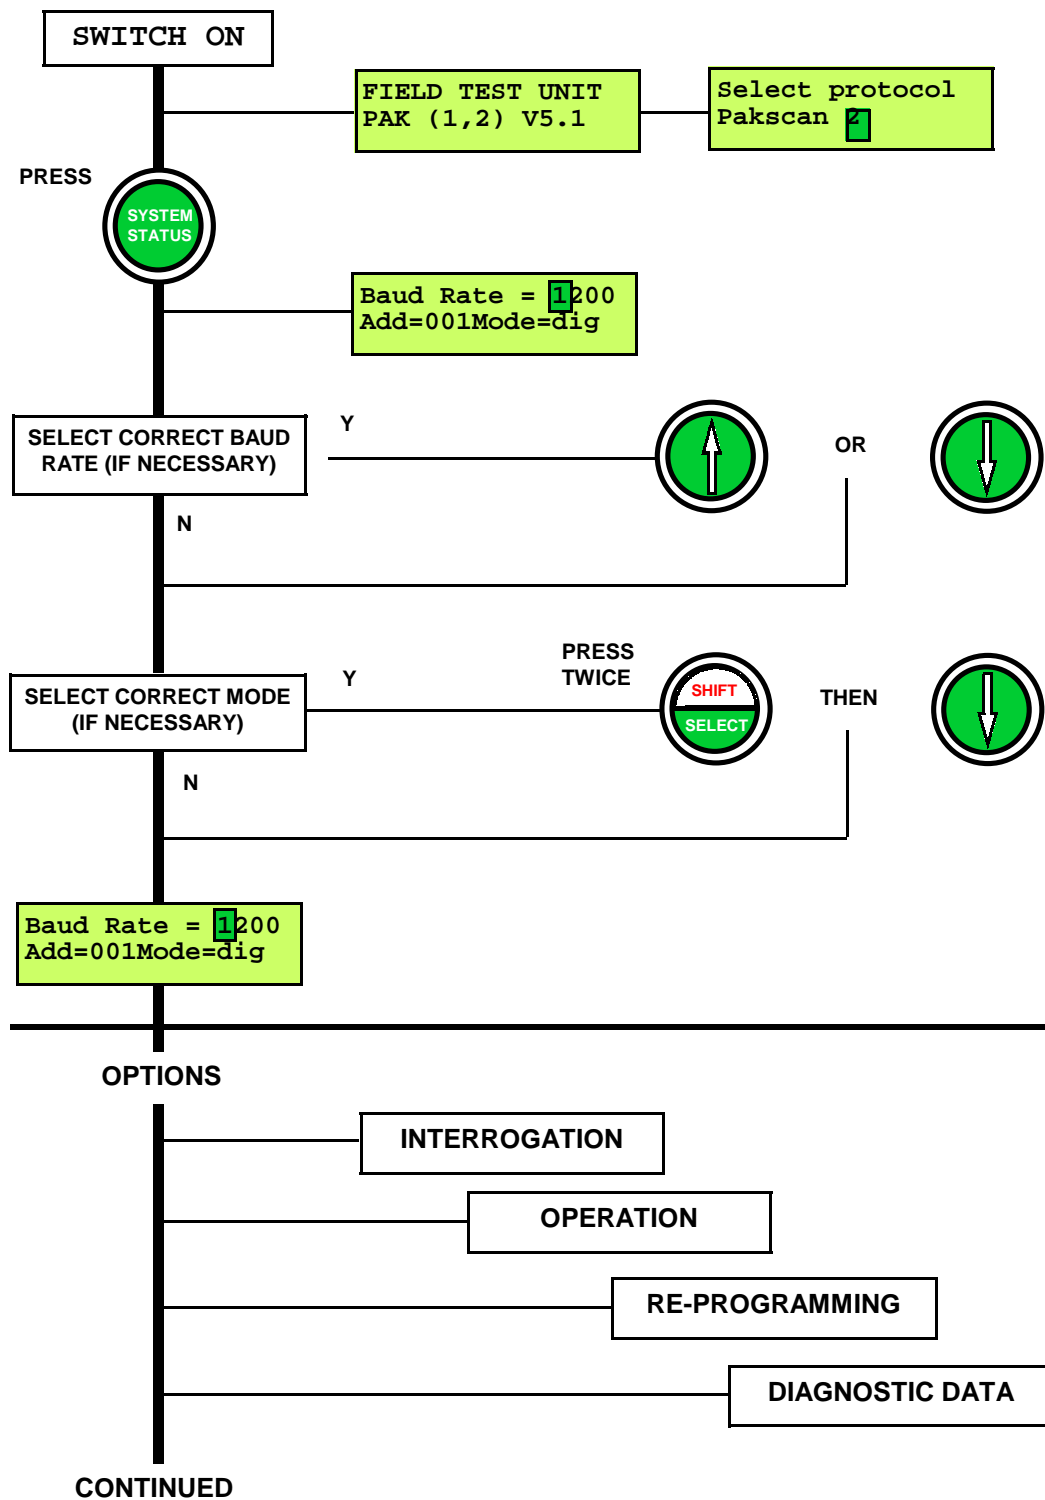 SWITCH ON
FIELD TEST UNIT
PAK (1,2) V5.1
Select protocol
Pakscan 2
PRESS
SYSTEM
STATUS
Baud Rate = 1200
Add=001Mode=dig
SELECT CORRECT BAUD
RATE (IF NECESSARY)
Y
OR
N
SELECT CORRECT MODE
(IF NECESSARY)
Y
PRESS
TWICE
SHIFT
SELECT
THEN
N
Baud Rate = 1200
Add=001Mode=dig
OPTIONS
INTERROGATION
OPERATION
RE-PROGRAMMING
DIAGNOSTIC DATA
CONTINUED